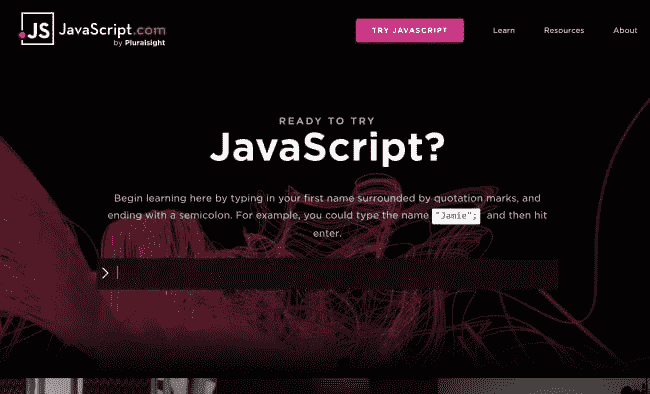 JS JavaScript.com
by Pluralsight
TRY JAVASCRIPT
Learn
Resources
About
READY TO TRY
JavaScript?
Begin learning here by typing in your first name surrounded by quotation marks, and
ending with a semicolon. For example, you could type the name "Jamie"; and then hit
enter.